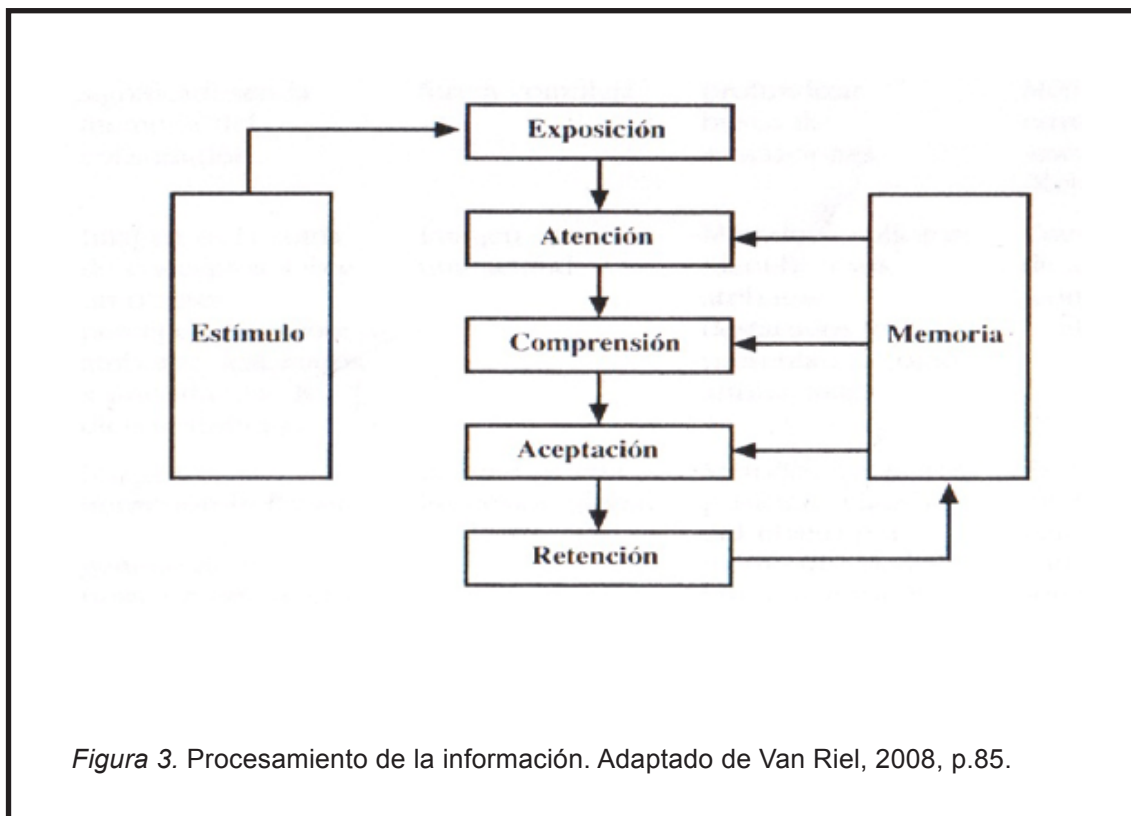 Exposición
Atención
Estímulo
Comprensión
Memoria
Aceptación
Retención
Figura 3. Procesamiento de la información. Adaptado de Van Riel, 2008, p.85.